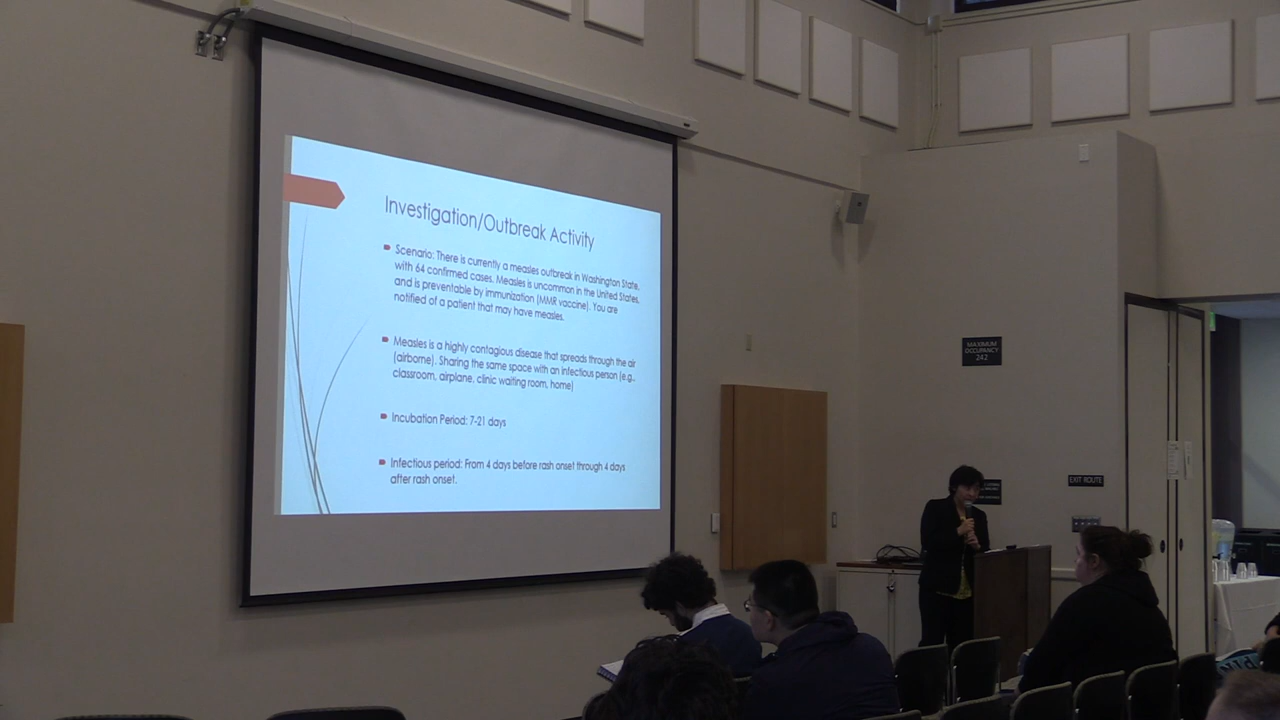 Investigation/Outbreak Activity
Scenario: There is currently a measles outbreak in Washington State,
with 64 confirmed cases. Measles is uncommon in the United States,
and is preventable by immunization (MMR vaccine). You are
notified of a patient that may have measles.
Measles is a highly contagious disease that spreads through the air
(airborne). Sharing the same space with an infectious person (e.g.,
classroom, airplane, clinic waiting room, home)
Incubation Period: 7-21 days
Infectious period: From 4 days before rash onset through 4 days
after rash onset.
MAXIMUM
OCCUPANCY
242
EXIT ROUTE